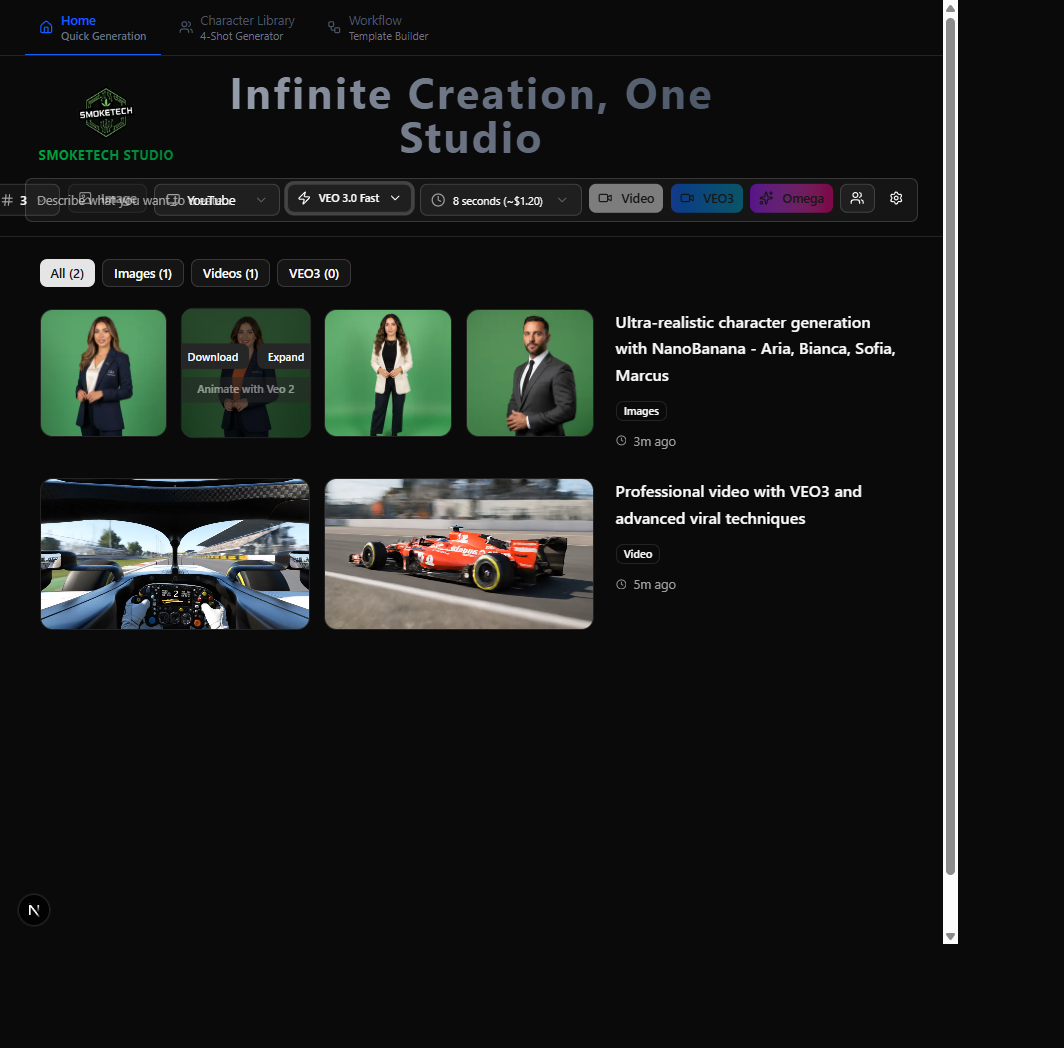 Home
Quick Generation
Character Library
4-Shot Generator
Workflow
Template Builder
SMOKETECH
SMOKETECH STUDIO
Infinite Creation, One
Studio
# 3
Describe what you want to
Image
YouTube
VEO 3.0 Fast
8 seconds (~$1.20)
Video
VEO3
Omega
All (2)
Images (1)
Videos (1)
VEO3 (0)
Download
Expand
Animate with Veo 2
Ultra-realistic character generation
with NanoBanana - Aria, Bianca, Sofia,
Marcus
Images
3m ago
Professional video with VEO3 and
advanced viral techniques
Video
5m ago
N